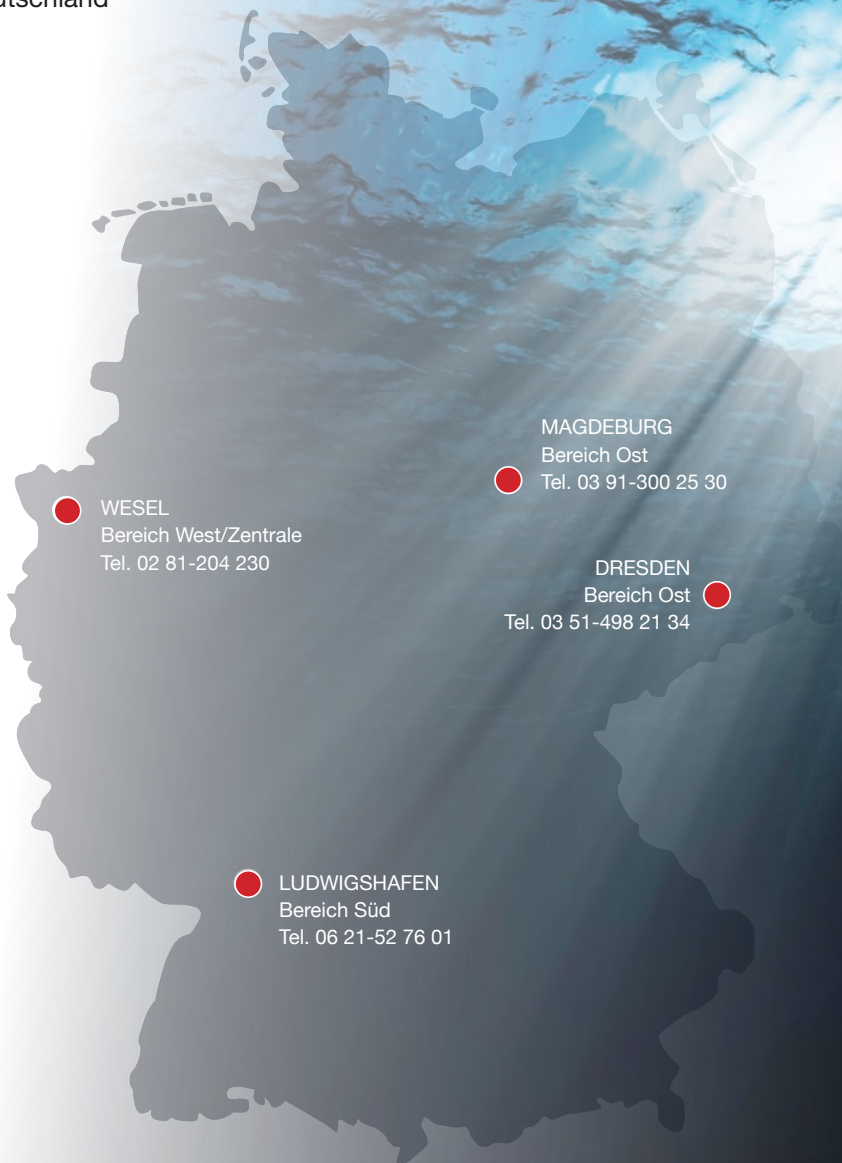 MAGDEBURG
Bereich Ost
Tel. 03 91-300 25 30
WESEL
Bereich West/Zentrale
Tel. 02 81-204 230
DRESDEN
Bereich Ost
Tel. 03 51-498 21 34
LUDWIGSHAFEN
Bereich Süd
Tel. 06 21-52 76 01